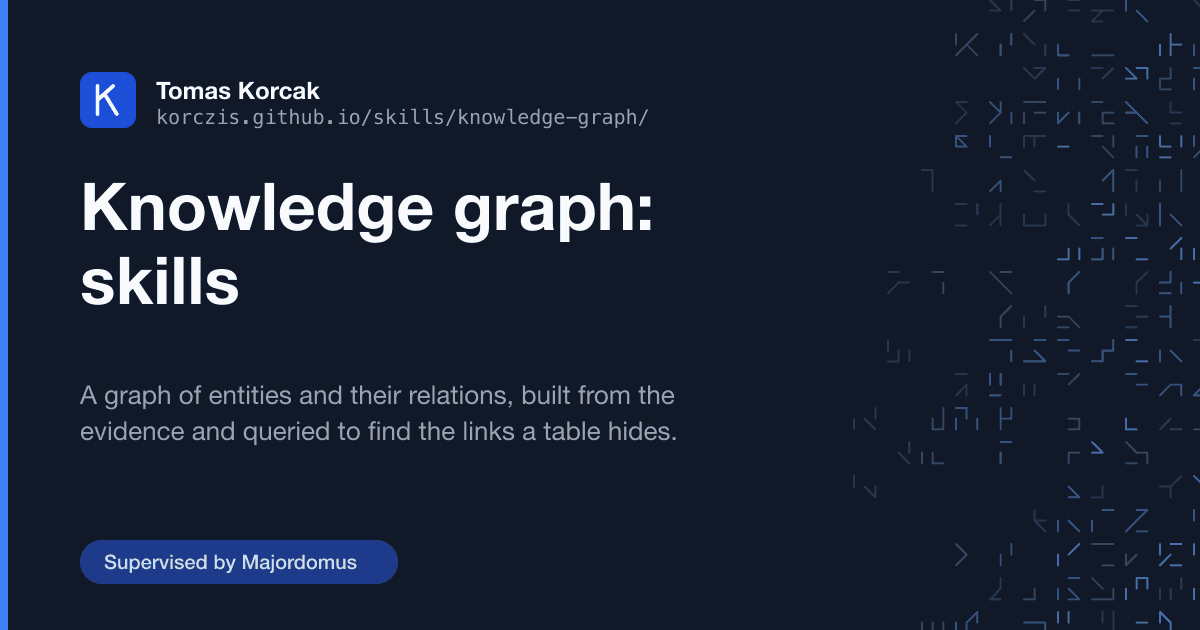 K
Tomas Korcak
korczis.github.io/skills/knowledge-graph/
Knowledge graph:
skills
A graph of entities and their relations, built from the
evidence and queried to find the links a table hides.
Supervised by Majordomus